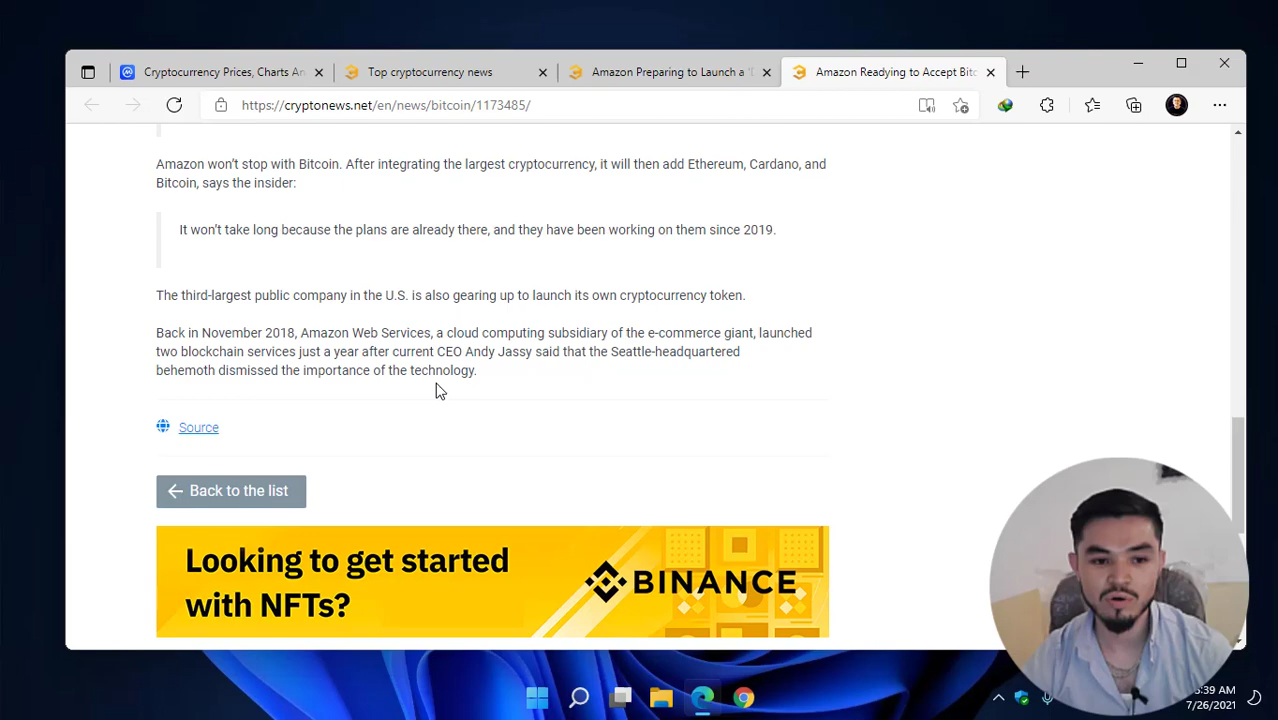 Cryptocurrency Prices, Charts An
Top cryptocurrency news
Amazon Preparing to Launch a '
Amazon Readying to Accept Bitc
https://cryptonews.net/en/news/bitcoin/1173485/
Amazon won't stop with Bitcoin. After integrating the largest cryptocurrency, it will then add Ethereum, Cardano, and
Bitcoin, says the insider:
It won't take long because the plans are already there, and they have been working on them since 2019.
The third-largest public company in the U.S. is also gearing up to launch its own cryptocurrency token.
Back in November 2018, Amazon Web Services, a cloud computing subsidiary of the e-commerce giant, launched
two blockchain services just a year after current CEO Andy Jassy said that the Seattle-headquartered
behemoth dismissed the importance of the technology.
Source
Back to the list
Looking to get started
with NFTs?
BINANCE
:39 AM
7/26/2021